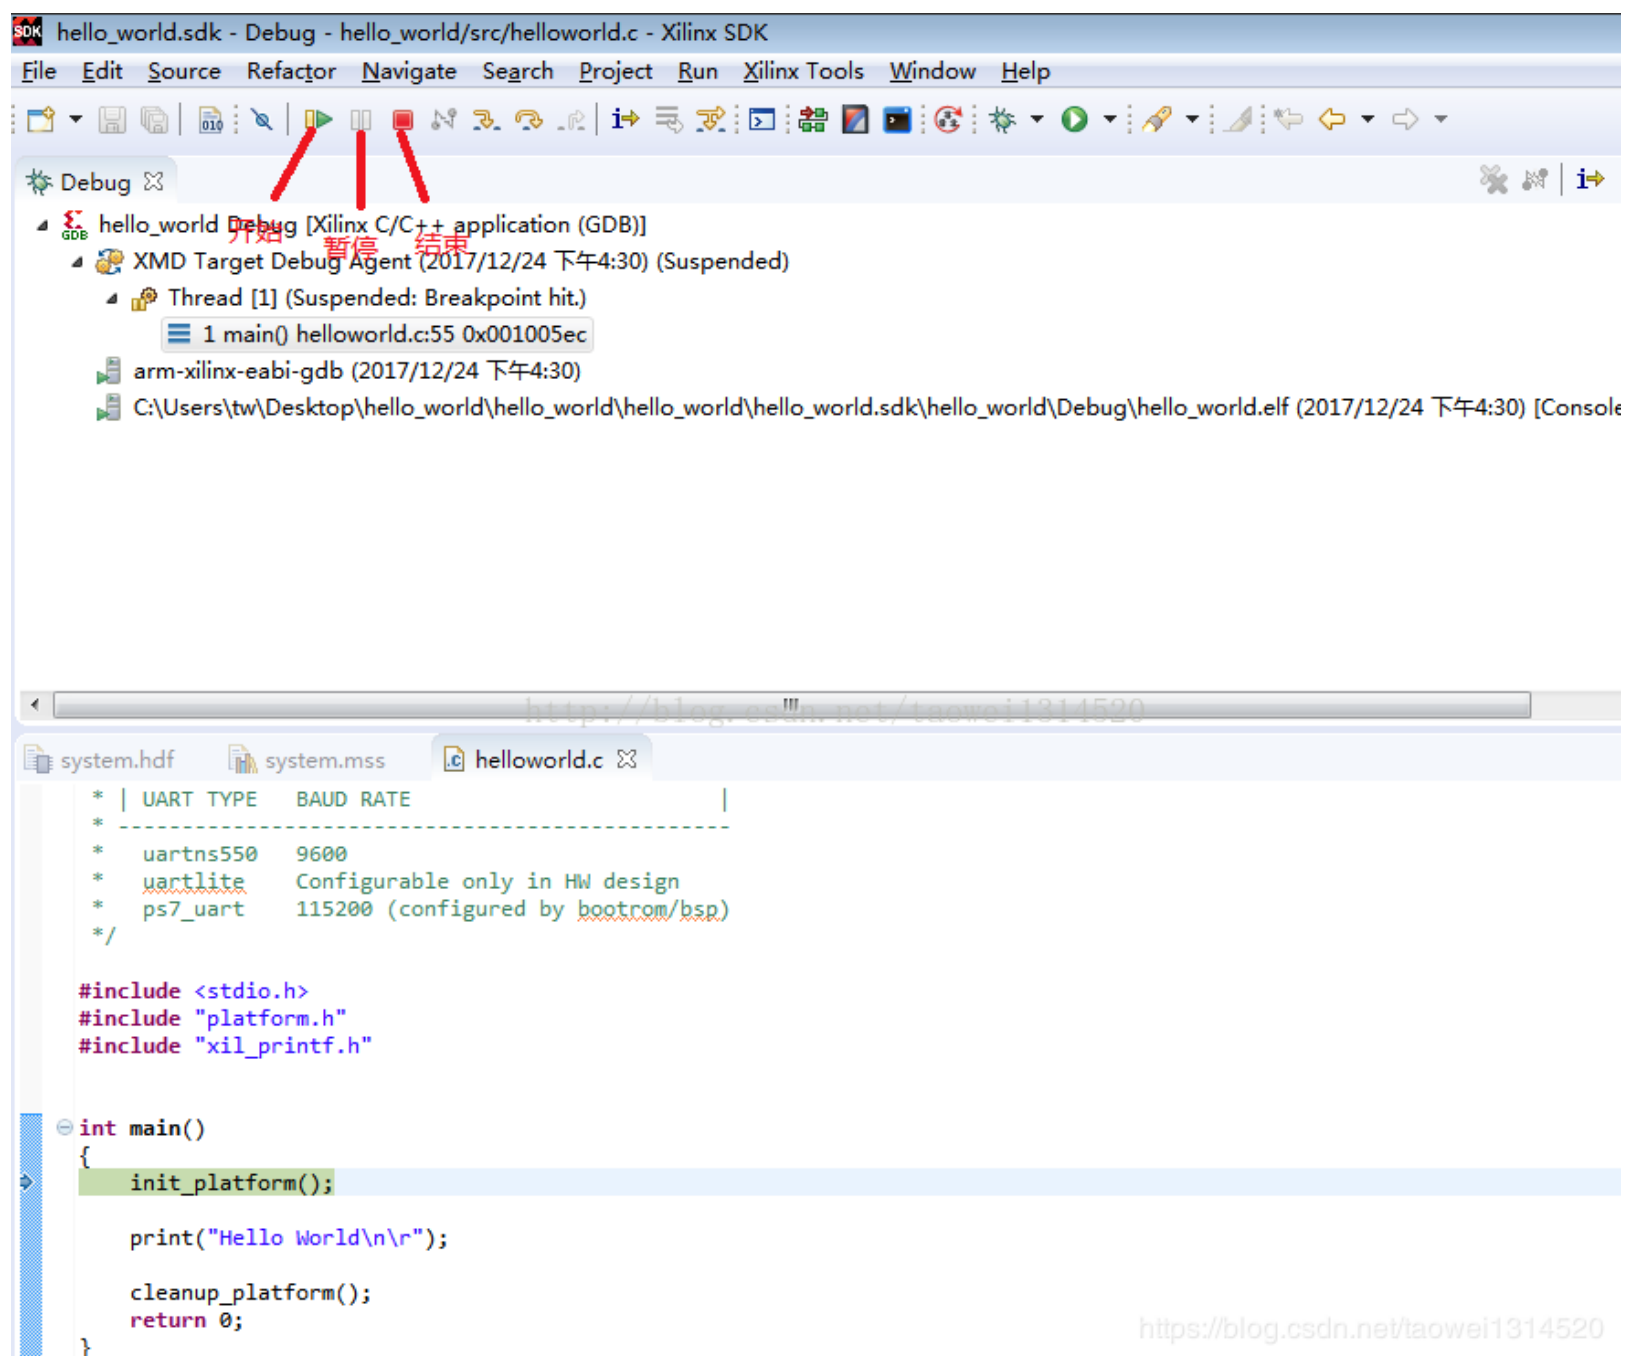 SDK hello_world.sdk - Debug - hello_world/src/helloworld.c - Xilinx SDK
File Edit Source Refactor Navigate Search Project Run Xilinx Tools Window Help
010
Debug
hello_world Debug [Xilinx C/C++ application (GDB)]
GDB
开始 暂停 结束
XMD Target Debug Agent (2017/12/24 下午4:30) (Suspended)
Thread [1] (Suspended: Breakpoint hit.)
1 main() helloworld.c:55 0x001005ec
arm-xilinx-eabi-gdb (2017/12/24 下午4:30)
C:\Users\tw\Desktop\hello_world\hello_world\hello_world\hello_world.sdk\hello_world\Debug\hello_world.elf (2017/12/24 下午4:30) [Console
http://blog.csdn.net/taowei1314520
system.hdf system.mss helloworld.c
* | UART TYPE   BAUD RATE                        |
* ------------------------------------------------
*   uartns550   9600
*   uartlite    Configurable only in HW design
*   ps7_uart    115200 (configured by bootrom/bsp)
*/
#include <stdio.h>
#include "platform.h"
#include "xil_printf.h"
int main()
{
init_platform();
print("Hello World\n\r");
cleanup_platform();
return 0;
}
https://blog.csdn.net/taowei1314520